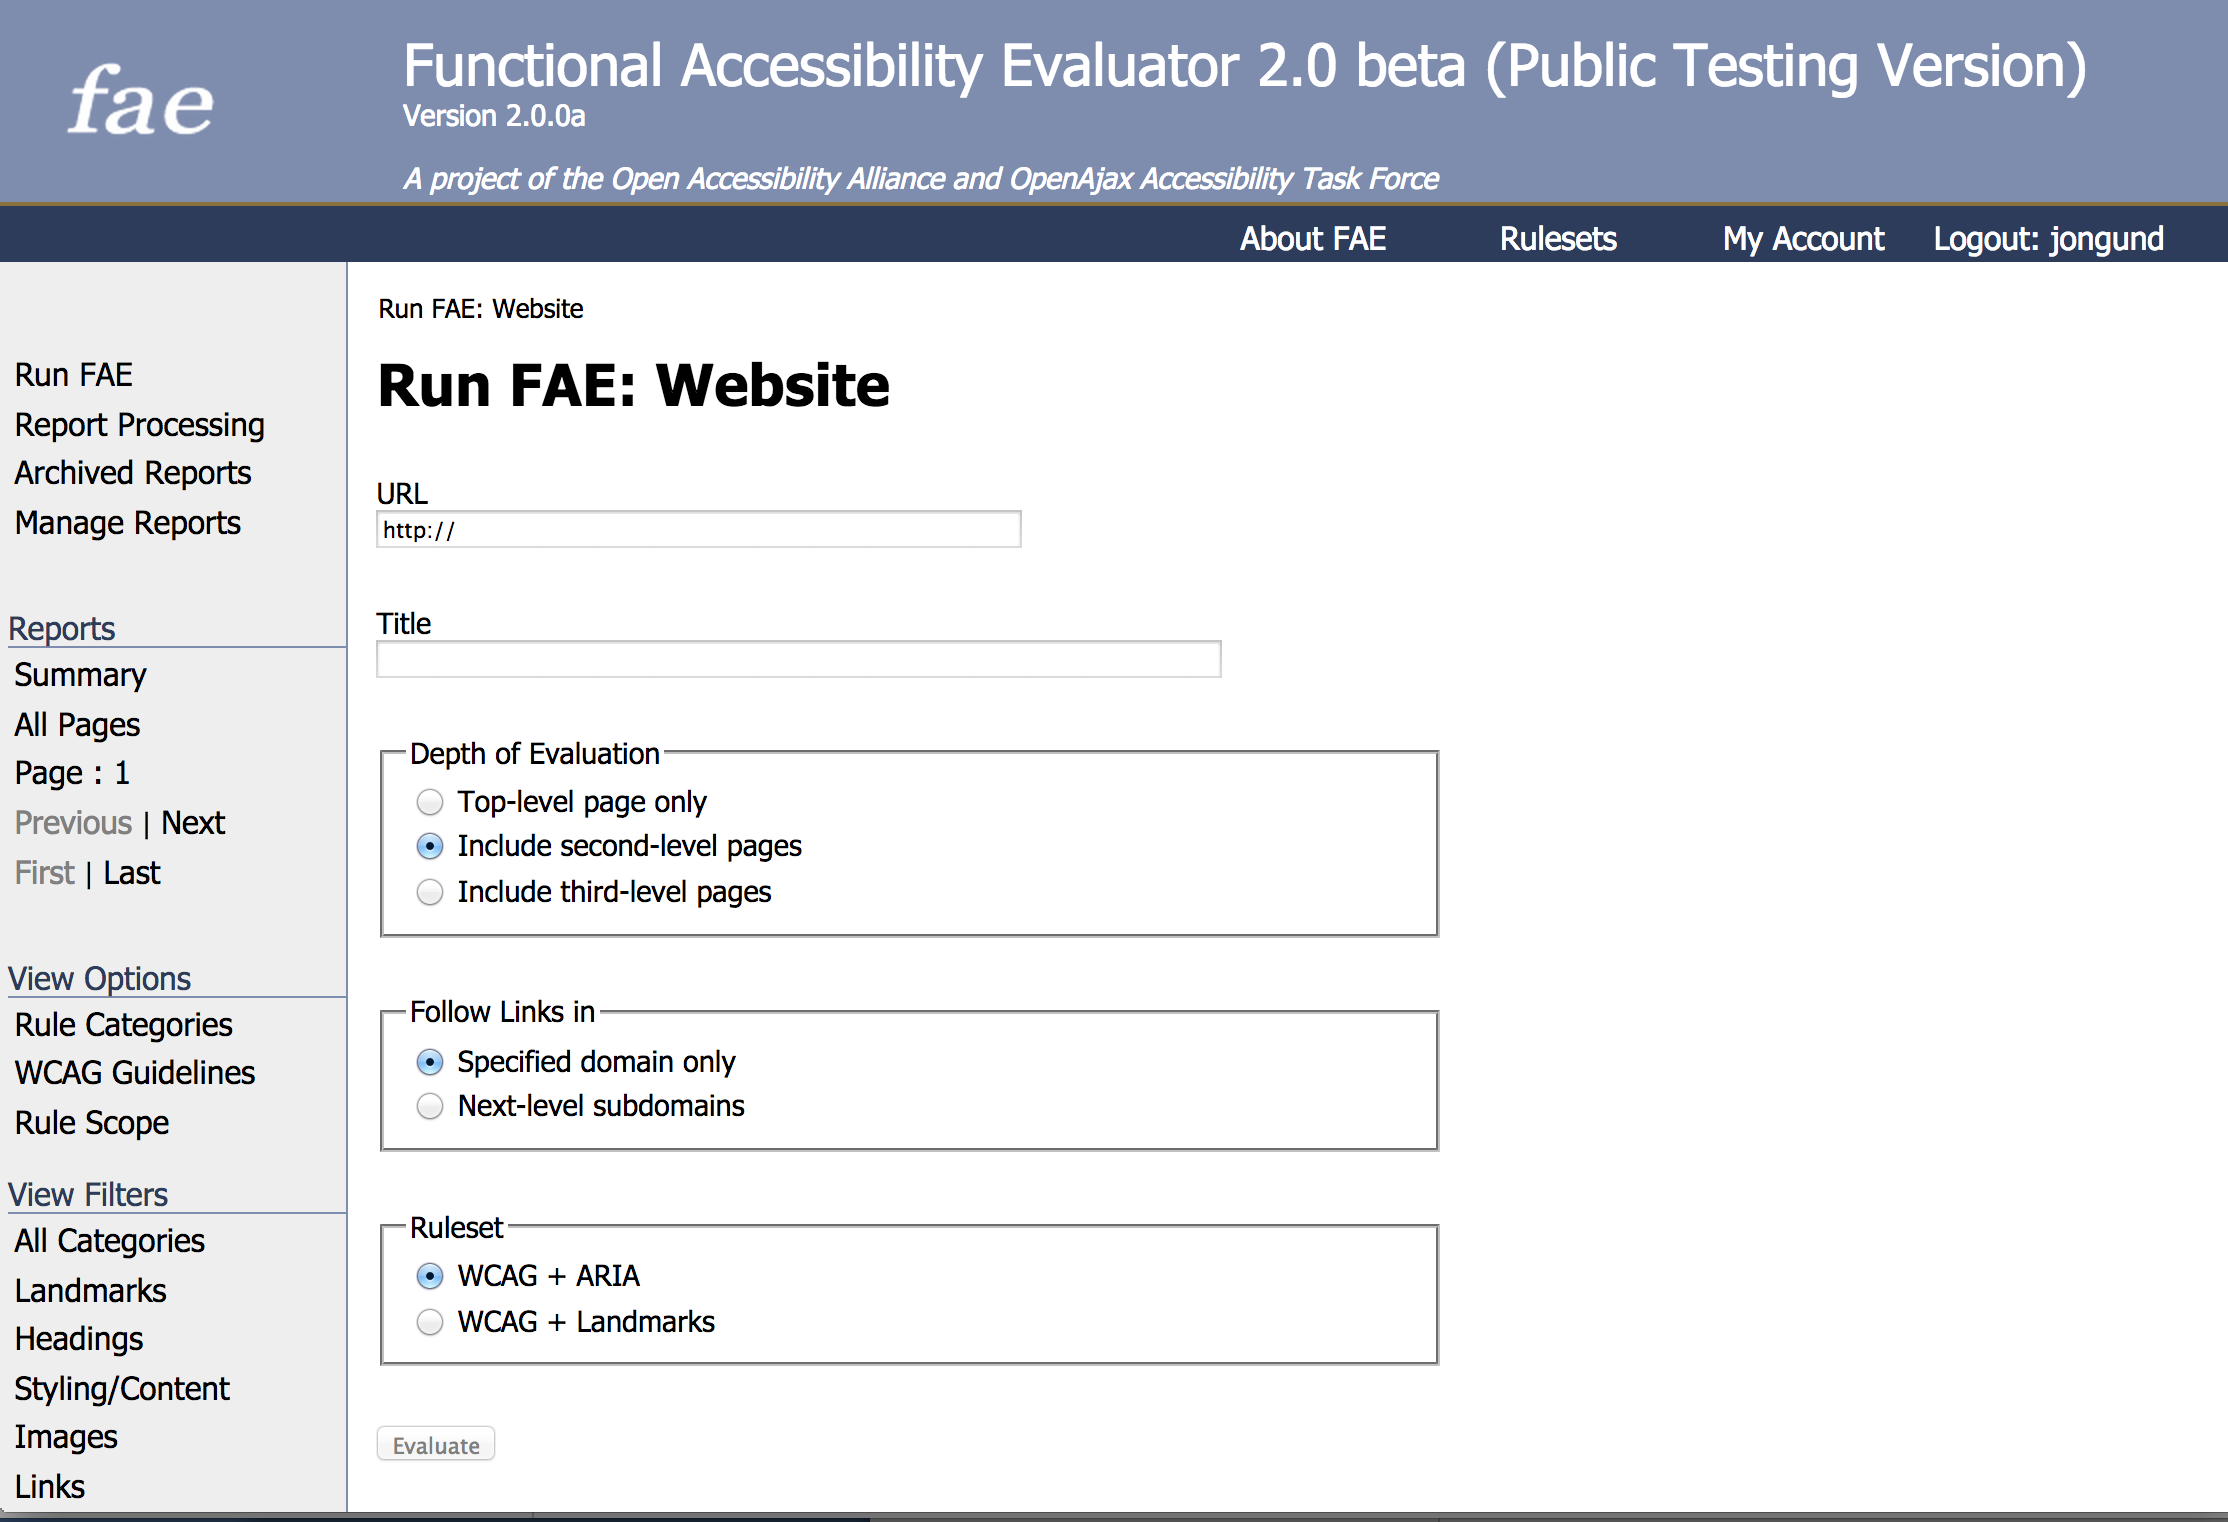 fae
Functional Accessibility Evaluator 2.0 beta (Public Testing Version)
Version 2.0.0a
A project of the Open Accessibility Alliance and OpenAjax Accessibility Task Force
About FAE Rulesets My Account Logout: jongund
Run FAE
Report Processing
Archived Reports
Manage Reports
Reports
Summary
All Pages
Page : 1
Previous | Next
First | Last
View Options
Rule Categories
WCAG Guidelines
Rule Scope
View Filters
All Categories
Landmarks
Headings
Styling/Content
Images
Links
Run FAE: Website
Run FAE: Website
URL
http://
Title
Depth of Evaluation
Top-level page only
Include second-level pages
Include third-level pages
Follow Links in
Specified domain only
Next-level subdomains
Ruleset
WCAG + ARIA
WCAG + Landmarks
Evaluate